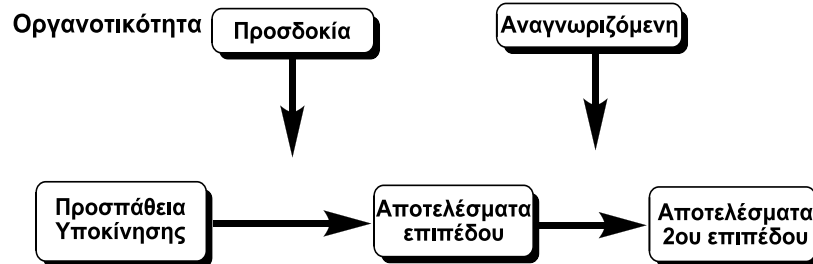 Οργανοτικότητα
Προσδοκία
Αναγνωριζόμενη
Προσπάθεια
Υποκίνησης
Αποτελέσματα
επιπέδου
Αποτελέσματα
2ου επιπέδου